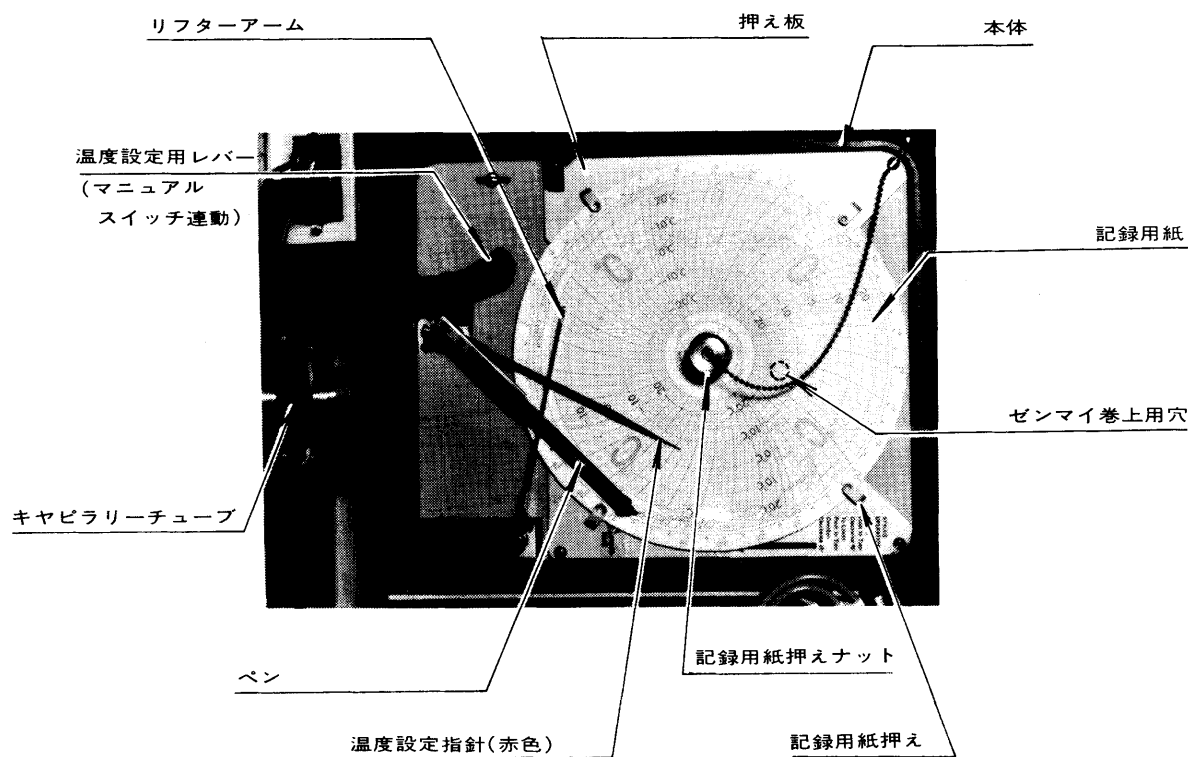 リフターアーム
押え板
本体
温度設定用レバー
(マニュアル
スイッチ連動)
記録用紙
ゼンマイ巻上用穴
キヤピラリーチューブ
記録用紙押えナット
ペン
温度設定指針(赤色)
記録用紙押え